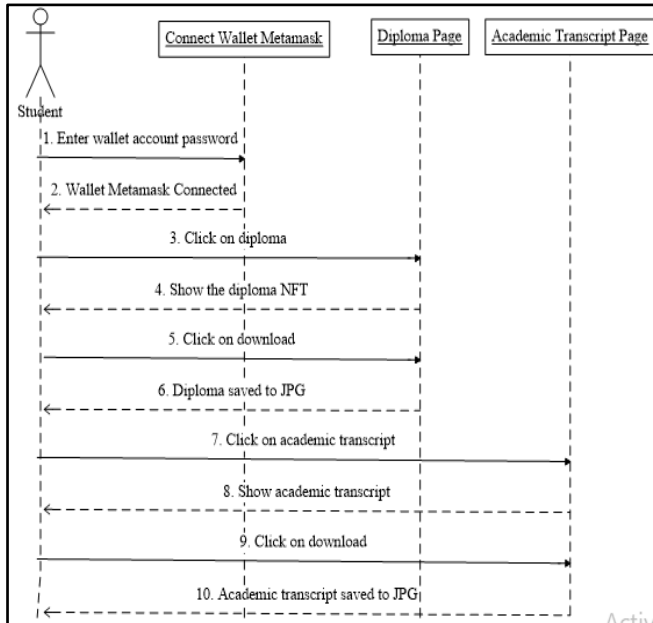 Connect Wallet Metamask
Diploma Page
Academic Transcript Page
Student
1. Enter wallet account password
2. Wallet Metamask Connected
3. Click on diploma
4. Show the diploma NFT
5. Click on download
6. Diploma saved to JPG
7. Click on academic transcript
8. Show academic transcript
9. Click on download
10. Academic transcript saved to JPG
Activ